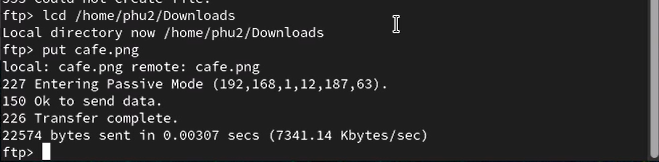 553 Could not create file.
ftp> lcd /home/phu2/Downloads
Local directory now /home/phu2/Downloads
ftp> put cafe.png
local: cafe.png remote: cafe.png
227 Entering Passive Mode (192,168,1,12,187,63).
150 Ok to send data.
226 Transfer complete.
22574 bytes sent in 0.00307 secs (7341.14 Kbytes/sec)
ftp>